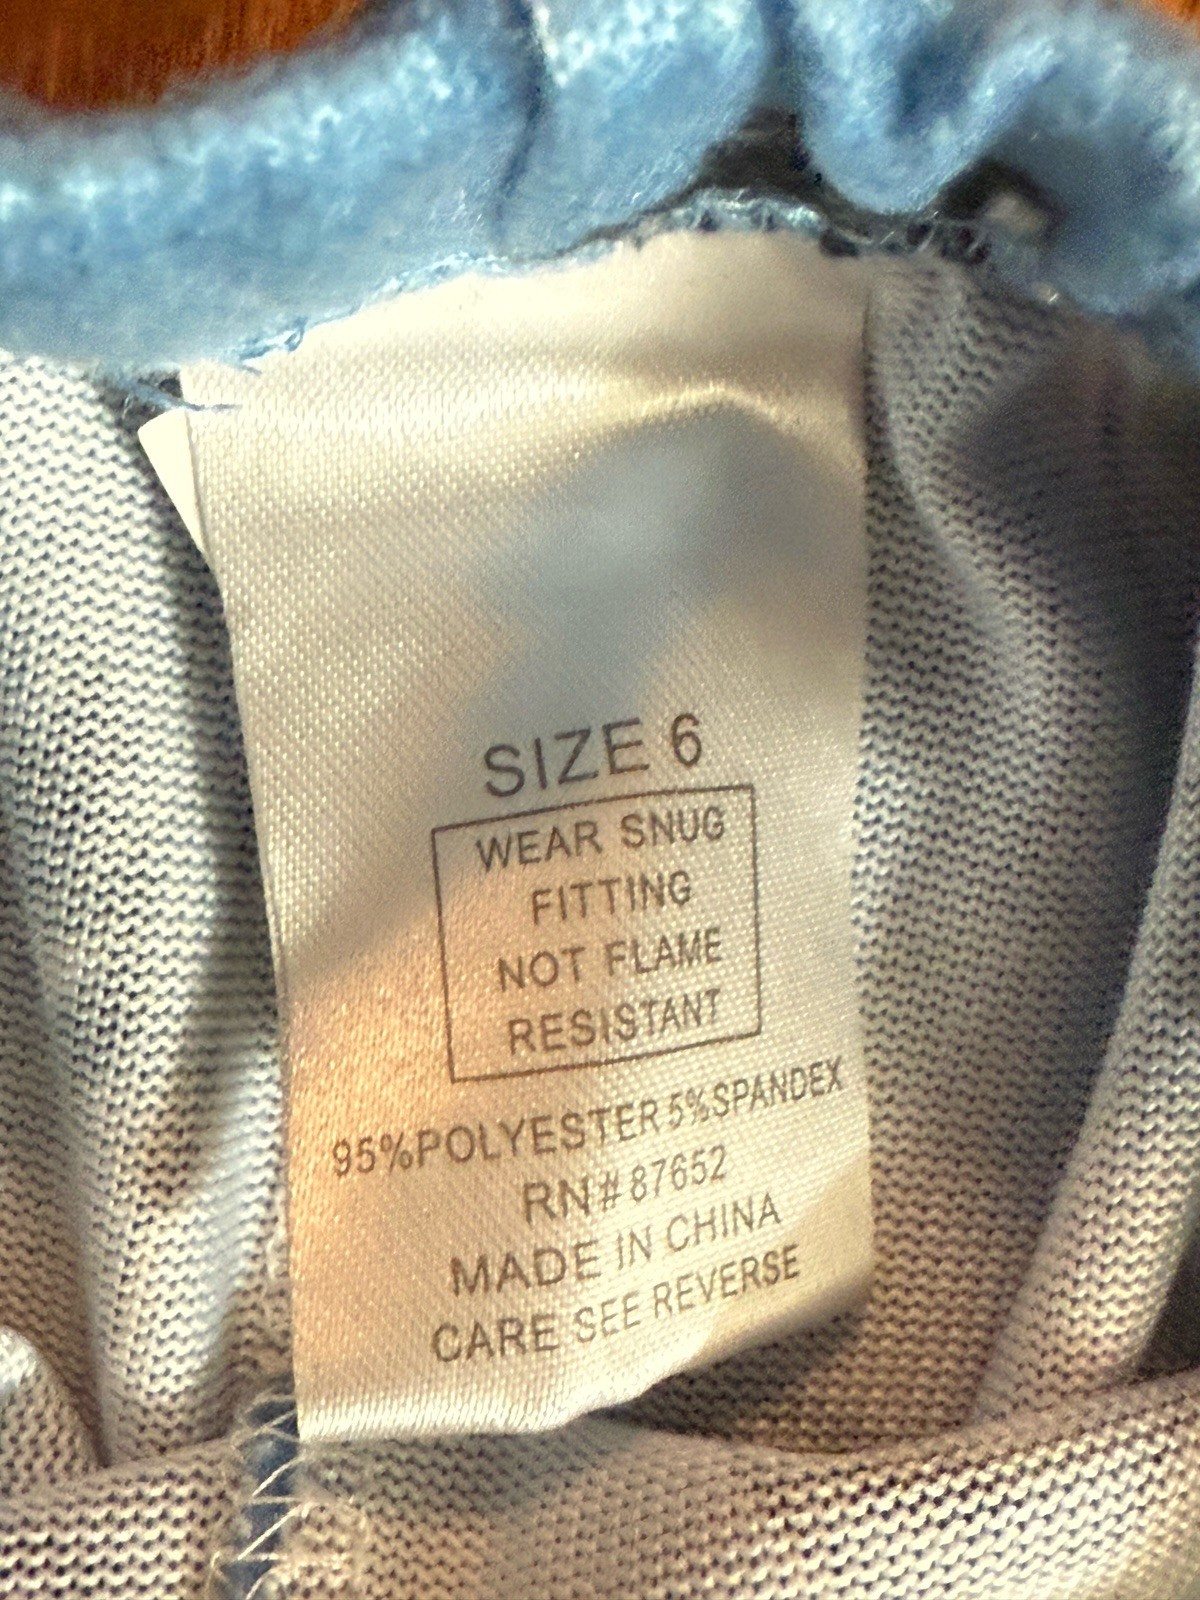 SIZE 6
WEAR SNUG
FITTING
NOT FLAME
RESISTANT
95%POLYESTER 5%SPANDEX
RN#87652
MADE IN CHINA
CARE SEE REVERSE